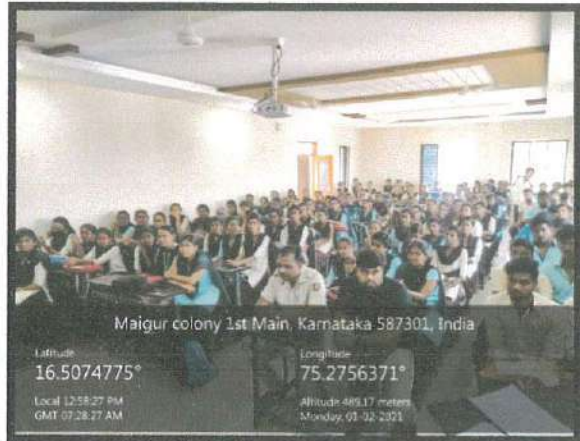 Maigur colony 1st Main, Karnataka 587301, India
Latitude
16.5074775°
Local 12:58:27 PM
GMT 07:28:27 AM
Longitude
75.2756371°
Altitude 489.17 meters
Monday, 01-02-2021